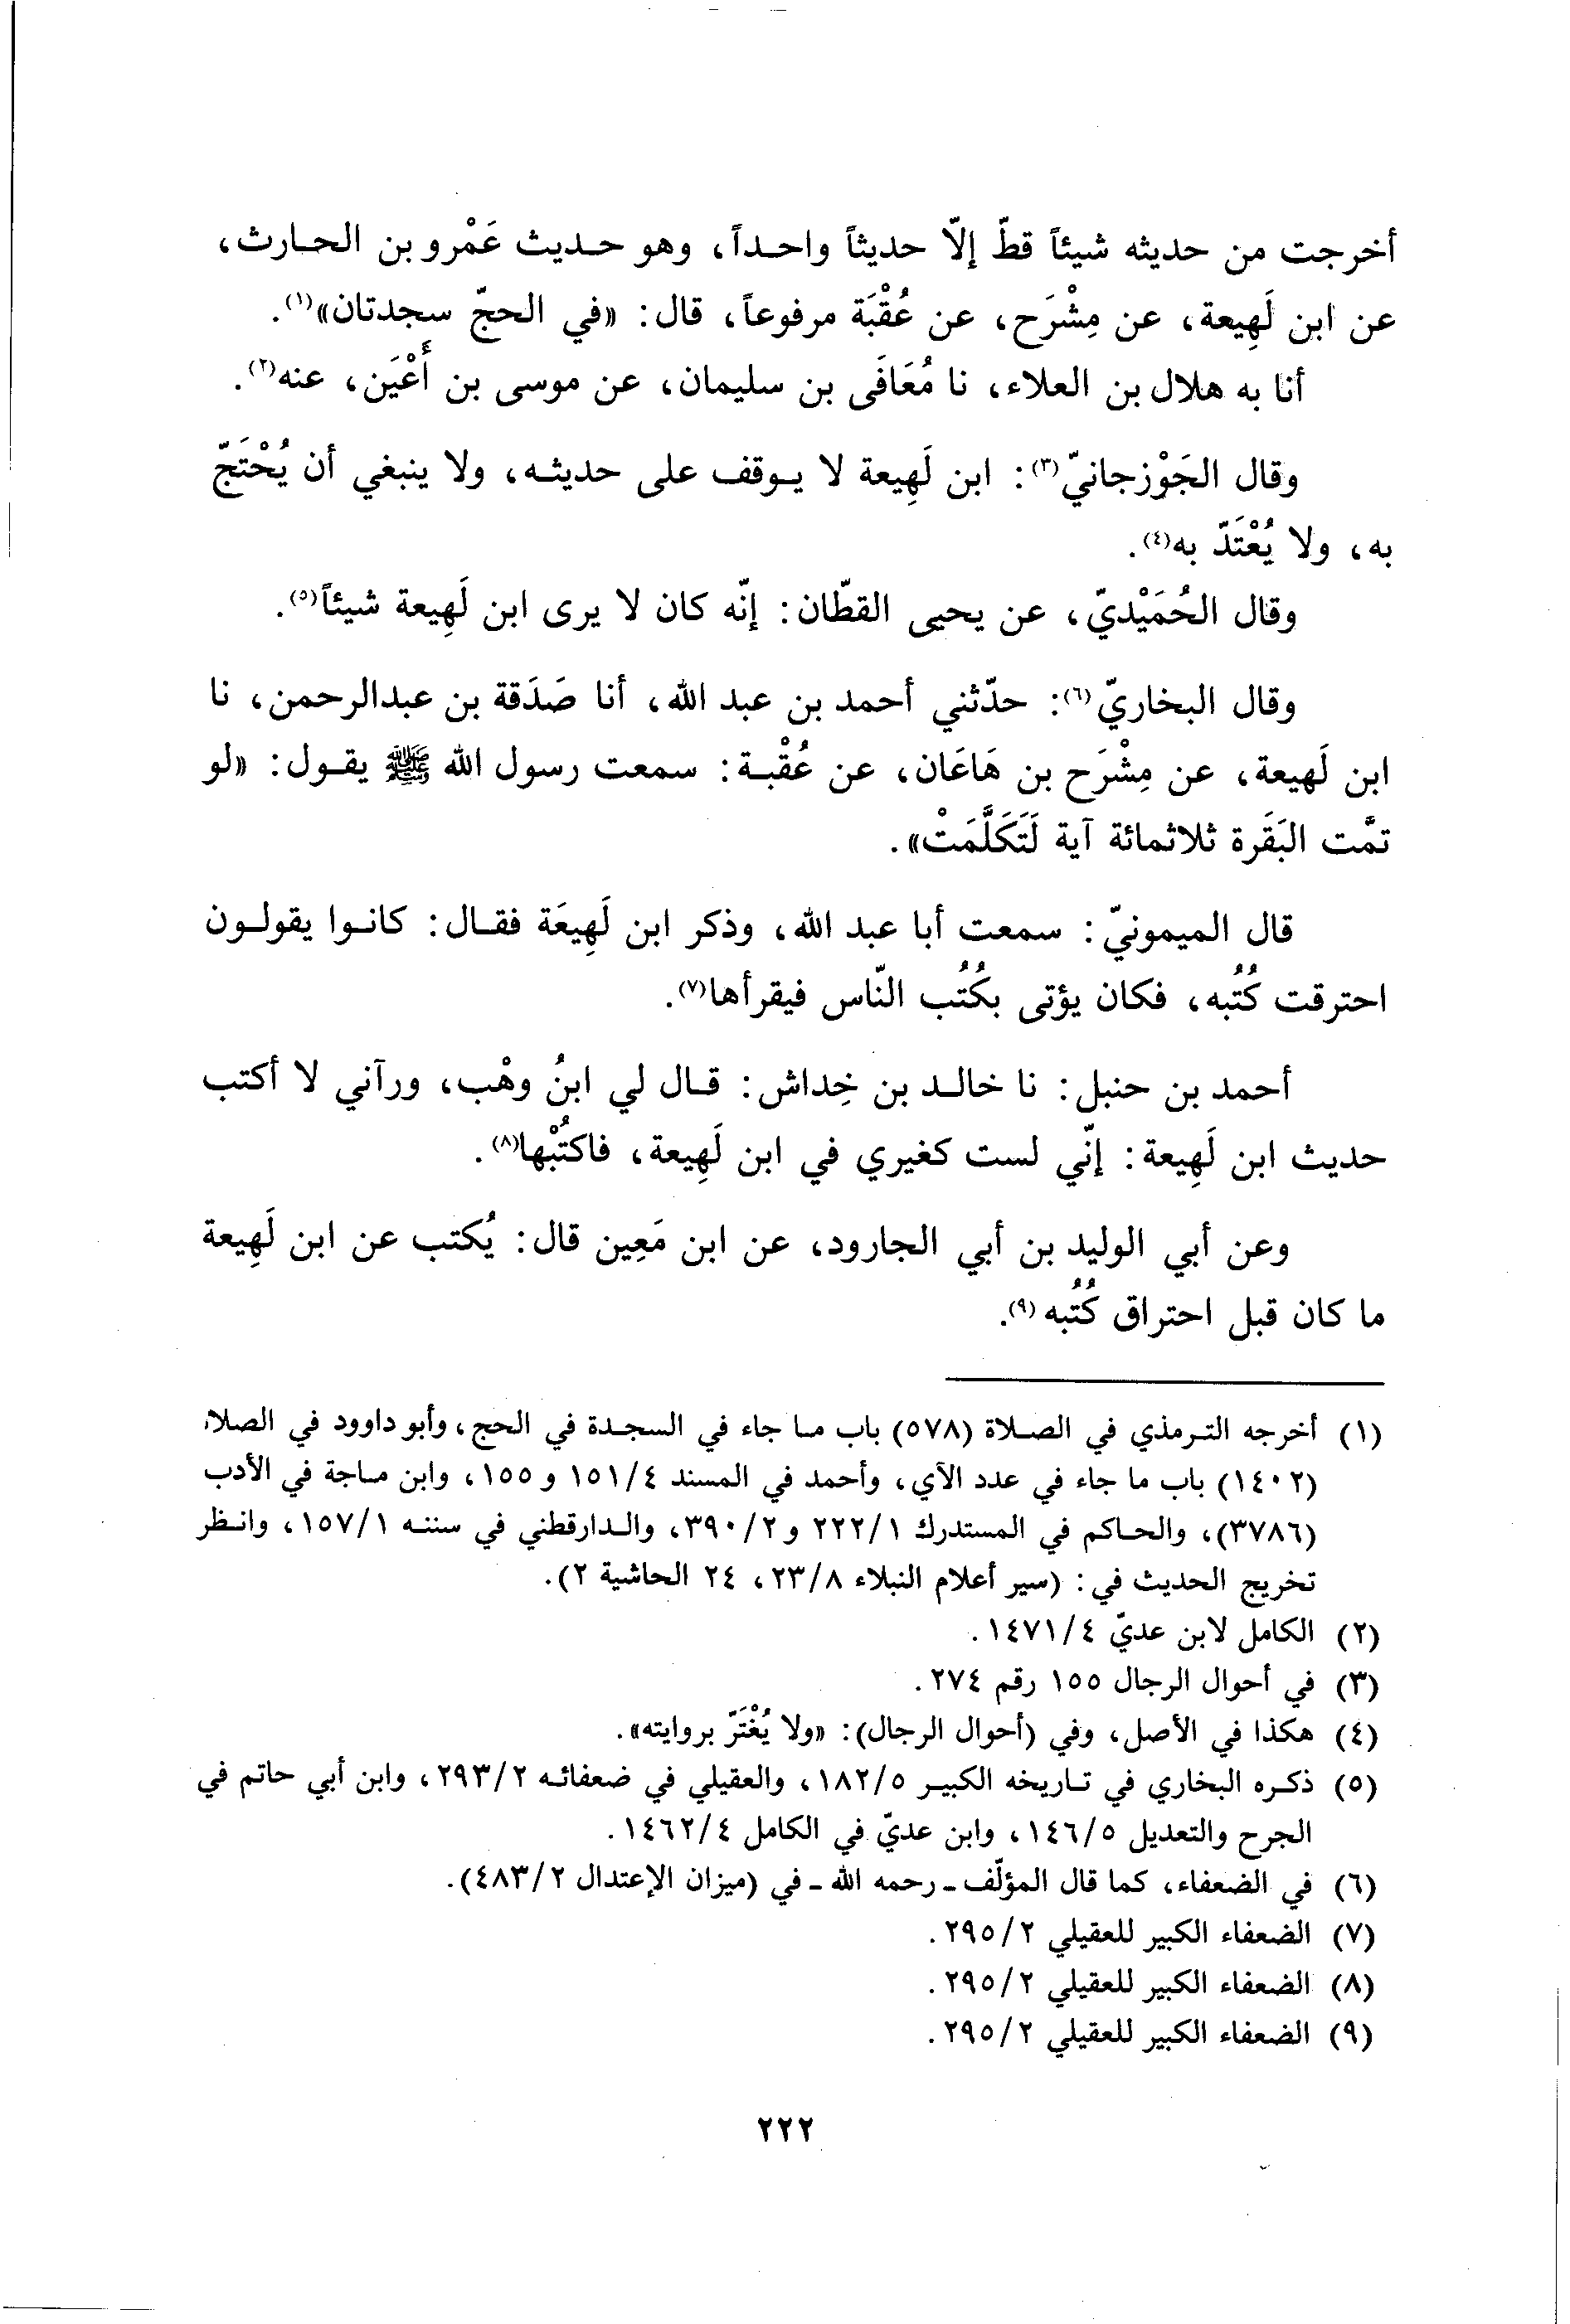 أخرجت من حديثه شيئاً قطّ إلّا حديثاً واحداً، وهو حديث عَمْرو بن الحارث،
عن ابن لَهِيعة، عن مِشْرَح، عن عُقْبَة مرفوعاً، قال: «في الحجّ سجدتان»(١).
أنا به هلال بن العلاء، نا مُعَافَى بن سليمان، عن موسى بن أَعْيَن، عنه(٢).
وقال الجَوْزجانيّ(٣): ابن لَهِيعة لا يوقف على حديثه، ولا ينبغي أن يُحْتَجّ
به، ولا يُعْتَدّ به(٤).
وقال الحُمَيْديّ، عن يحيى القطّان: إنّه كان لا يرى ابن لَهِيعة شيئاً(٥).
وقال البخاريّ(٦): حدّثني أحمد بن عبد الله، أنا صَدَقة بن عبدالرحمن، نا
ابن لَهيعة، عن مِشْرَح بن هَاعَان، عن عُقْبة: سمعت رسول الله ﷺ يقول: «لو
تمَّت البَقَرة ثلاثمائة آية لَتَكَلَّمَتْ».
قال الميمونيّ: سمعت أبا عبد الله، وذكر ابن لَهِيعَة فقال: كانوا يقولون
احترقت كُتُبه، فكان يؤتى بكُتُب النّاس فيقرأها(٧).
أحمد بن حنبل: نا خالد بن خِداش: قال لي ابنُ وهْب، ورآني لا أكتب
حديث ابن لَهِيعة: إنّي لست كغيري في ابن لَهِيعة، فاكتُبْها(٨).
وعن أبي الوليد بن أبي الجارود، عن ابن مَعِين قال: يُكتب عن ابن لَهِيعة
ما كان قبل احتراق كُتُبه(٩).
(١) أخرجه الترمذي في الصلاة (٥٧٨) باب ما جاء في السجدة في الحج، وأبو داوود في الصلاة
(١٤٠٢) باب ما جاء في عدد الآي، وأحمد في المسند ١٥١/٤ و ١٥٥، وابن ماجة في الأدب
(٣٧٨٦)، والحاكم في المستدرك ٢٢٢/١ و ٣٩٠/٢، والدارقطني في سننه ١٥٧/١، وانظر
تخريج الحديث في: (سير أعلام النبلاء ٢٣/٨، ٢٤ الحاشية ٢).
(٢) الكامل لابن عديّ ١٤٧١/٤.
(٣) في أحوال الرجال ١٥٥ رقم ٢٧٤.
(٤) هكذا في الأصل، وفي (أحوال الرجال): «ولا يُغْتَرّ بروايته».
(٥) ذكره البخاري في تاريخه الكبير ١٨٢/٥، والعقيلي في ضعفائه ٢٩٣/٢، وابن أبي حاتم في
الجرح والتعديل ١٤٦/٥، وابن عديّ في الكامل ١٤٦٢/٤.
(٦) في الضعفاء، كما قال المؤلّف ـ رحمه الله ـ في (ميزان الإعتدال ٤٨٣/٢).
(٧) الضعفاء الكبير للعقيلي ٢٩٥/٢.
(٨) الضعفاء الكبير للعقيلي ٢٩٥/٢.
(٩) الضعفاء الكبير للعقيلي ٢٩٥/٢.
٢٢٢